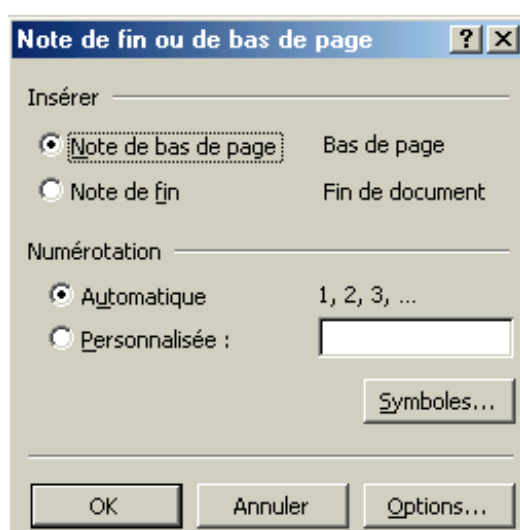 Note de fin ou de bas de page ? X
Insérer
Note de bas de page Bas de page
Note de fin Fin de document
Numérotation
Automatique 1, 2, 3, ...
Personnalisée :
Symboles...
OK Annuler Options...